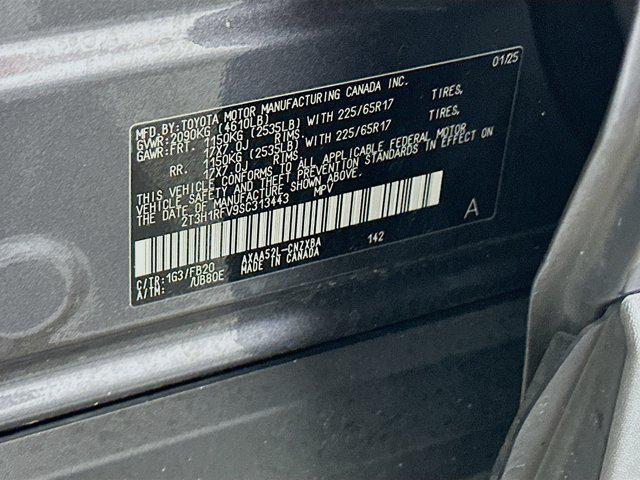 MFD.BY:TOYOTA MOTOR MANUFACTURING CANADA INC. 01/25
GVWR:2090KG (4610LB)
GAWR:FRT. 1150KG (2535LB) WITH 225/65R17 TIRES,
17X7.0J RIMS,
RR. 1150KG (2535LB) WITH 225/65R17 TIRES,
17X7.0J RIMS,
THIS VEHICLE CONFORMS TO ALL APPLICABLE FEDERAL MOTOR
VEHICLE SAFETY AND THEFT PREVENTION STANDARDS IN EFFECT ON
THE DATE OF MANUFACTURE SHOWN ABOVE.
2T3H1RFV9SC313443 MPV
A
C/TR:1G3/FB20 AXAA52L-CNZXBA 142
A/TM: /UB80E MADE IN CANADA